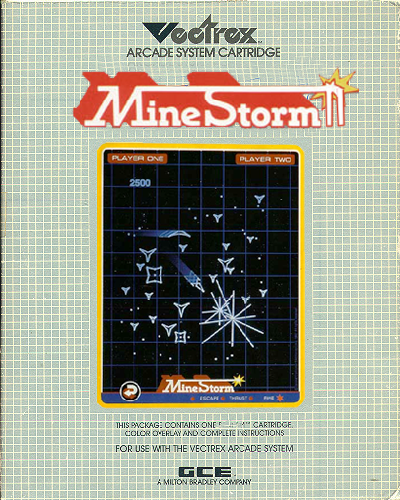 Vectrex
ARCADE SYSTEM CARTRIDGE
MineStorm II
PLAYER ONE PLAYER TWO
2500
MineStorm
ESCAPE THRUST FIRE
THIS PACKAGE CONTAINS ONE CARTRIDGE,
COLOR OVERLAY AND COMPLETE INSTRUCTIONS
FOR USE WITH THE VECTREX ARCADE SYSTEM
GCE
A MILTON BRADLEY COMPANY